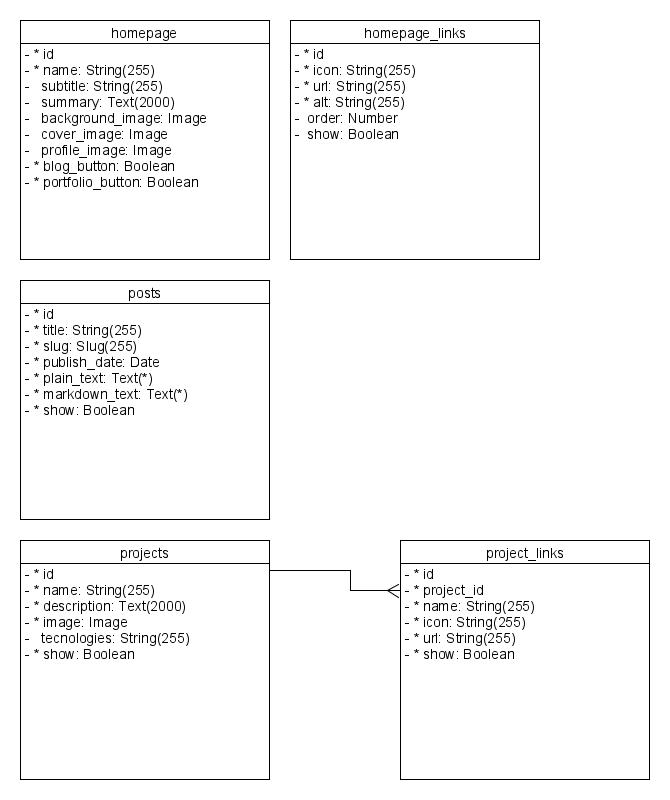 homepage
- * id
- * name: String(255)
- subtitle: String(255)
- summary: Text(2000)
- background_image: Image
- cover_image: Image
- profile_image: Image
- * blog_button: Boolean
- * portfolio_button: Boolean
homepage_links
- * id
- * icon: String(255)
- * url: String(255)
- * alt: String(255)
- order: Number
- show: Boolean
posts
- * id
- * title: String(255)
- * slug: Slug(255)
- * publish_date: Date
- * plain_text: Text(*)
- * markdown_text: Text(*)
- * show: Boolean
projects
- * id
- * name: String(255)
- * description: Text(2000)
- * image: Image
- tecnologies: String(255)
- * show: Boolean
project_links
- * id
- * project_id
- * name: String(255)
- * icon: String(255)
- * url: String(255)
- * show: Boolean